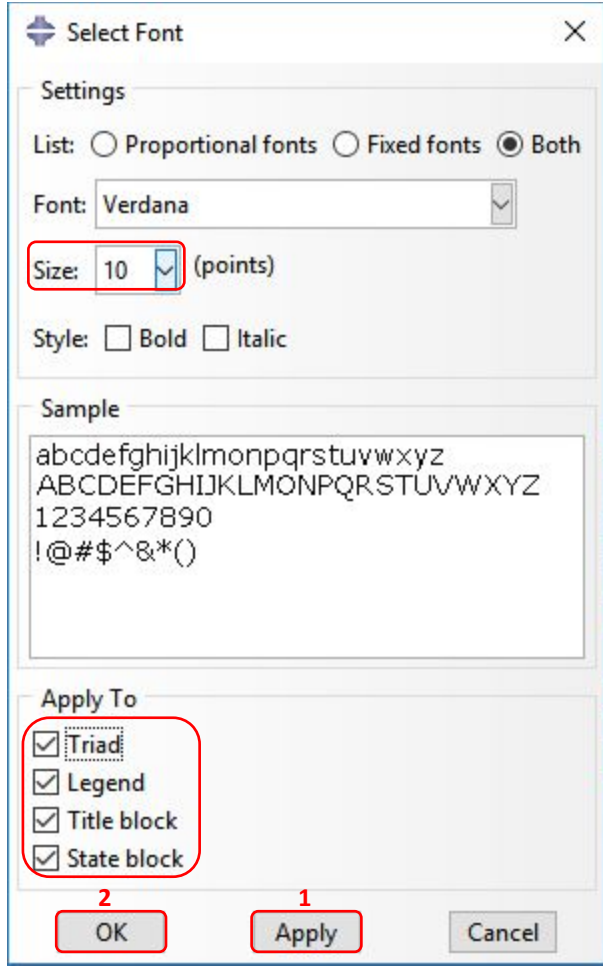 Select Font
Settings
List: Proportional fonts Fixed fonts Both
Font: Verdana
Size: 10 (points)
Style: Bold Italic
Sample
abcdefghijklmonpqrstuvwxyz
ABCDEFGHIJKLMONPQRSTUVWXYZ
1234567890
!@#$^&*()
Apply To
Triad
Legend
Title block
State block
2 1
OK Apply Cancel